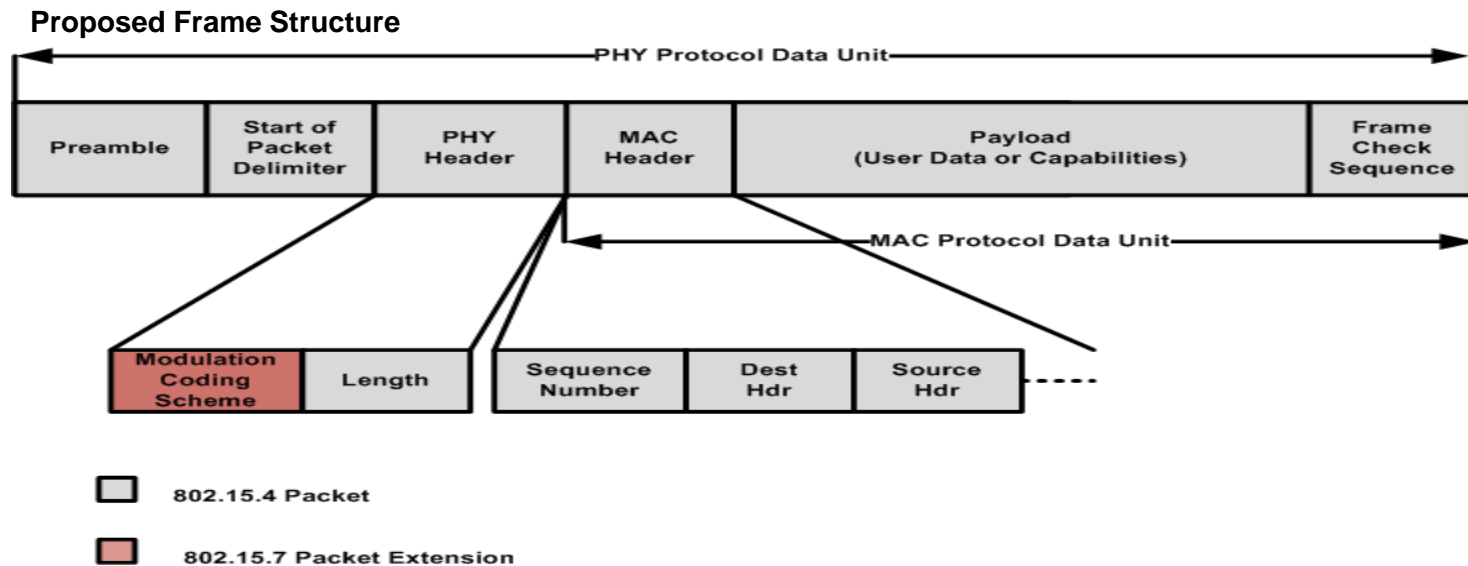 Proposed Frame Structure
PHY Protocol Data Unit
Preamble
Start of
Packet
Delimiter
PHY
Header
MAC
Header
Payload
(User Data or Capabilities)
Frame
Check
Sequence
MAC Protocol Data Unit
Modulation
Coding
Scheme
Length
Sequence
Number
Dest
Hdr
Source
Hdr
802.15.4 Packet
802.15.7 Packet Extension